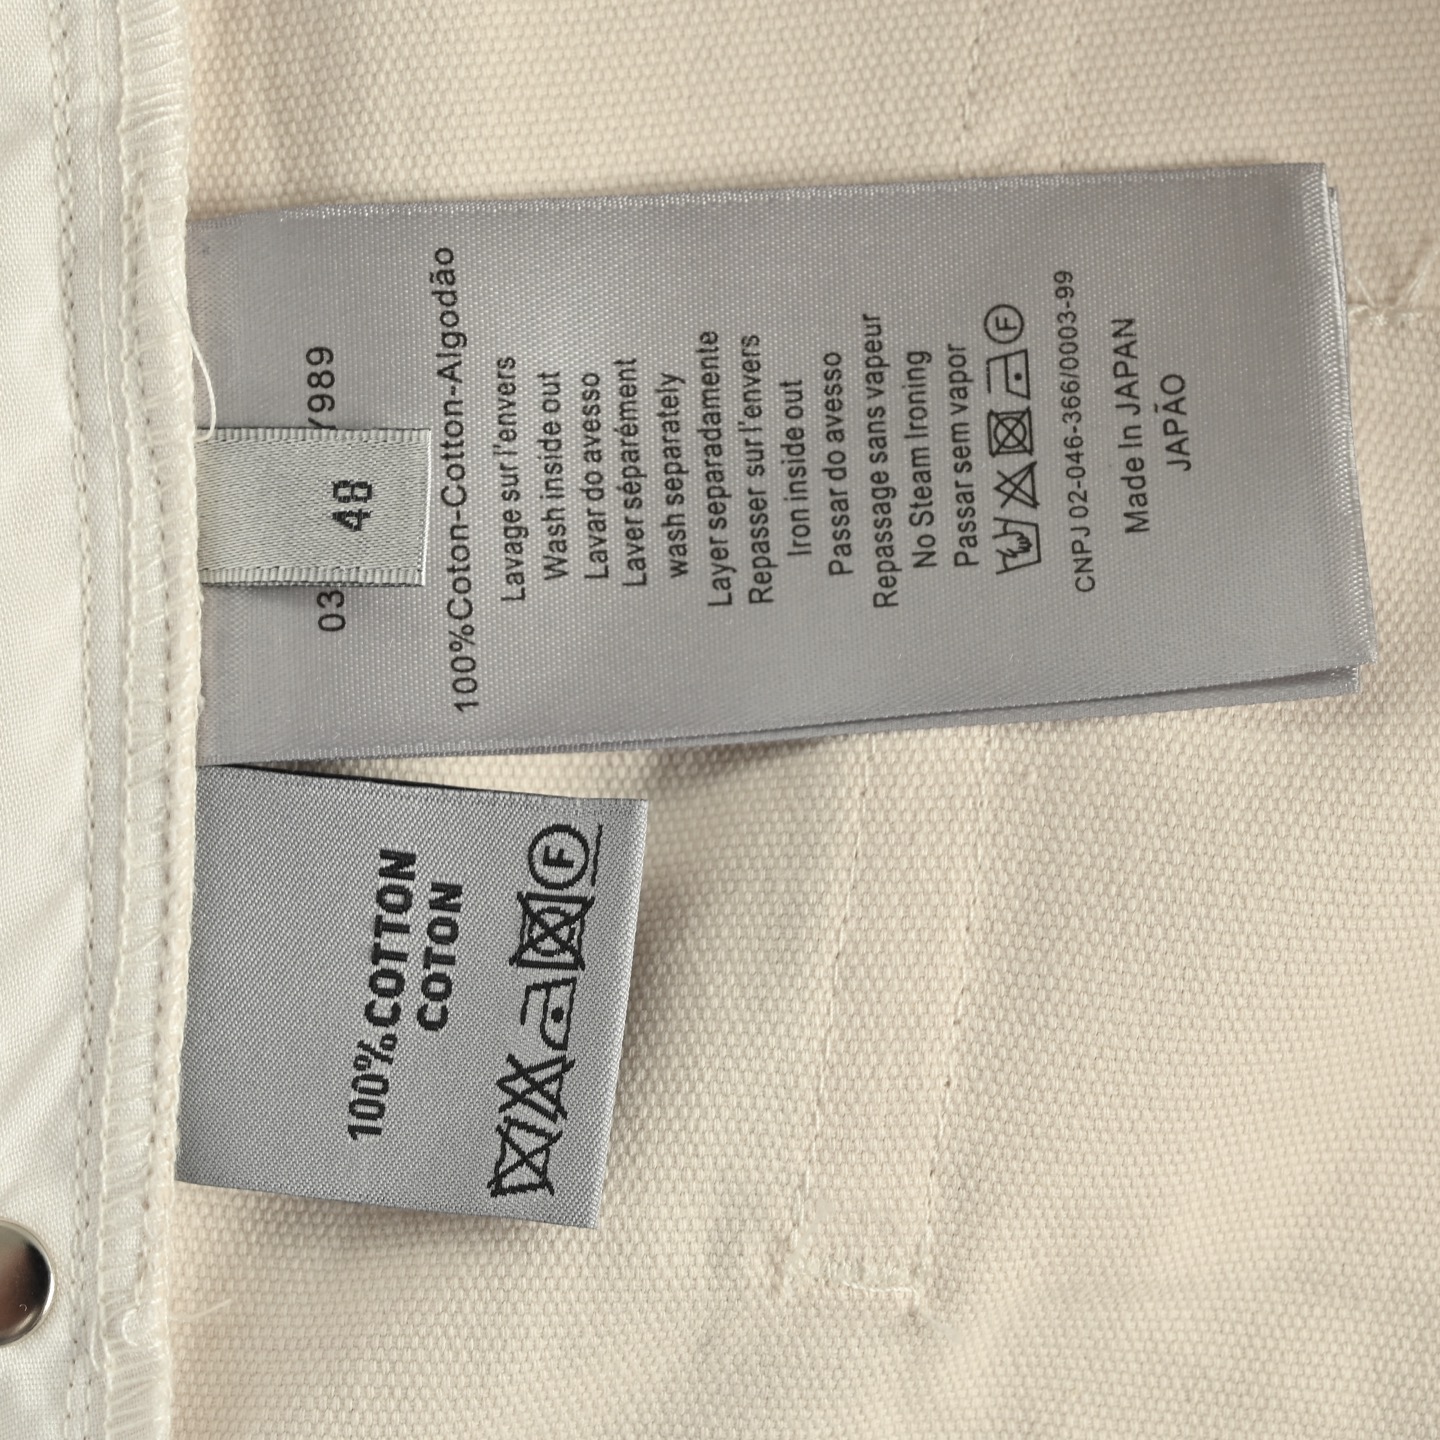 03 Y989
48
100%Coton-Cotton-Algodão
Lavage sur l'envers
Wash inside out
Lavar do avesso
Laver séparément
wash separately
Layer separadamente
Repasser sur l'envers
Iron inside out
Passar do avesso
Repassage sans vapeur
No Steam Ironing
Passar sem vapor
F
CNPJ 02-046-366/0003-99
Made In JAPAN
JAPÃO
100%COTTON
COTON
F